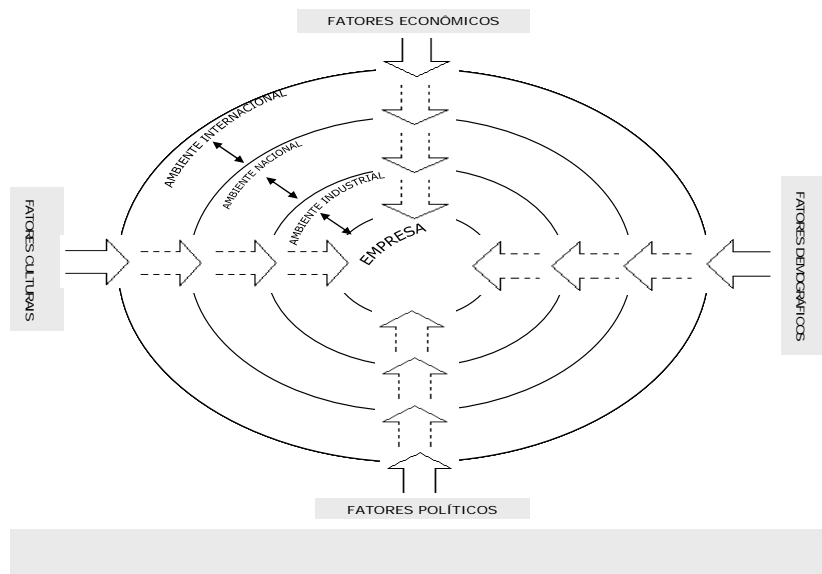 FATORES ECONÔMICOS
AMBIENTE INTERNACIONAL
AMBIENTE NACIONAL
AMBIENTE INDUSTRIAL
EMPRESA
FATORES CULTURAIS
FATORES DEMOGRÁFICOS
FATORES POLÍTICOS